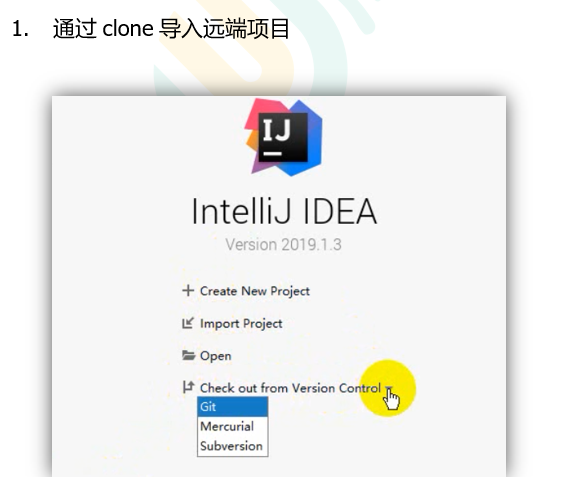 1. 通过 clone 导入远端项目
IJ
IntelliJ IDEA
Version 2019.1.3
Create New Project
Import Project
Open
Check out from Version Control
Git
Mercurial
Subversion